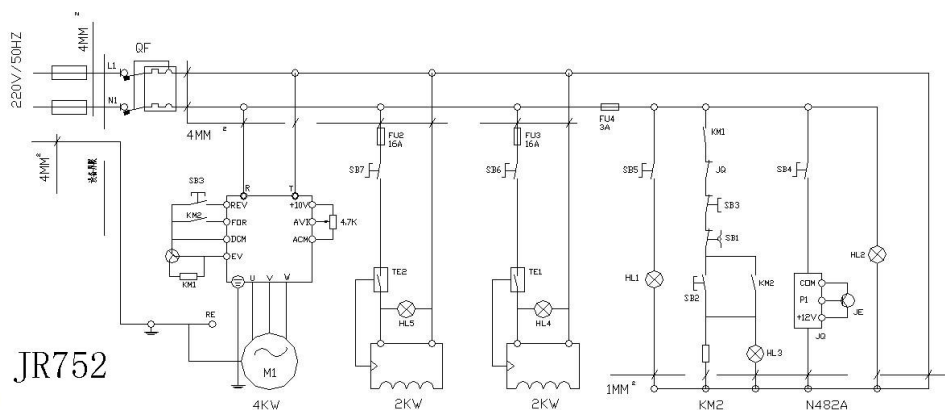 220V/50HZ
4MM²
L1
QF
N1
4MM²
4MM²
FU2
16A
FU3
16A
FU4
3A
KM1
SB3
SB7
SB6
SB5
JQ
SB4
R
T
REV
+10V
KM2
FOR
AVI
4.7K
DCM
ACM
SB3
SB1
EV
KM1
U
V
W
TE2
TE1
HL1
SB2
KM2
HL2
COM
P1
+12V
JE
JQ
HL5
HL4
HL3
RE
M1
JR752
4KW
2KW
2KW
1MM²
KM2
N482A